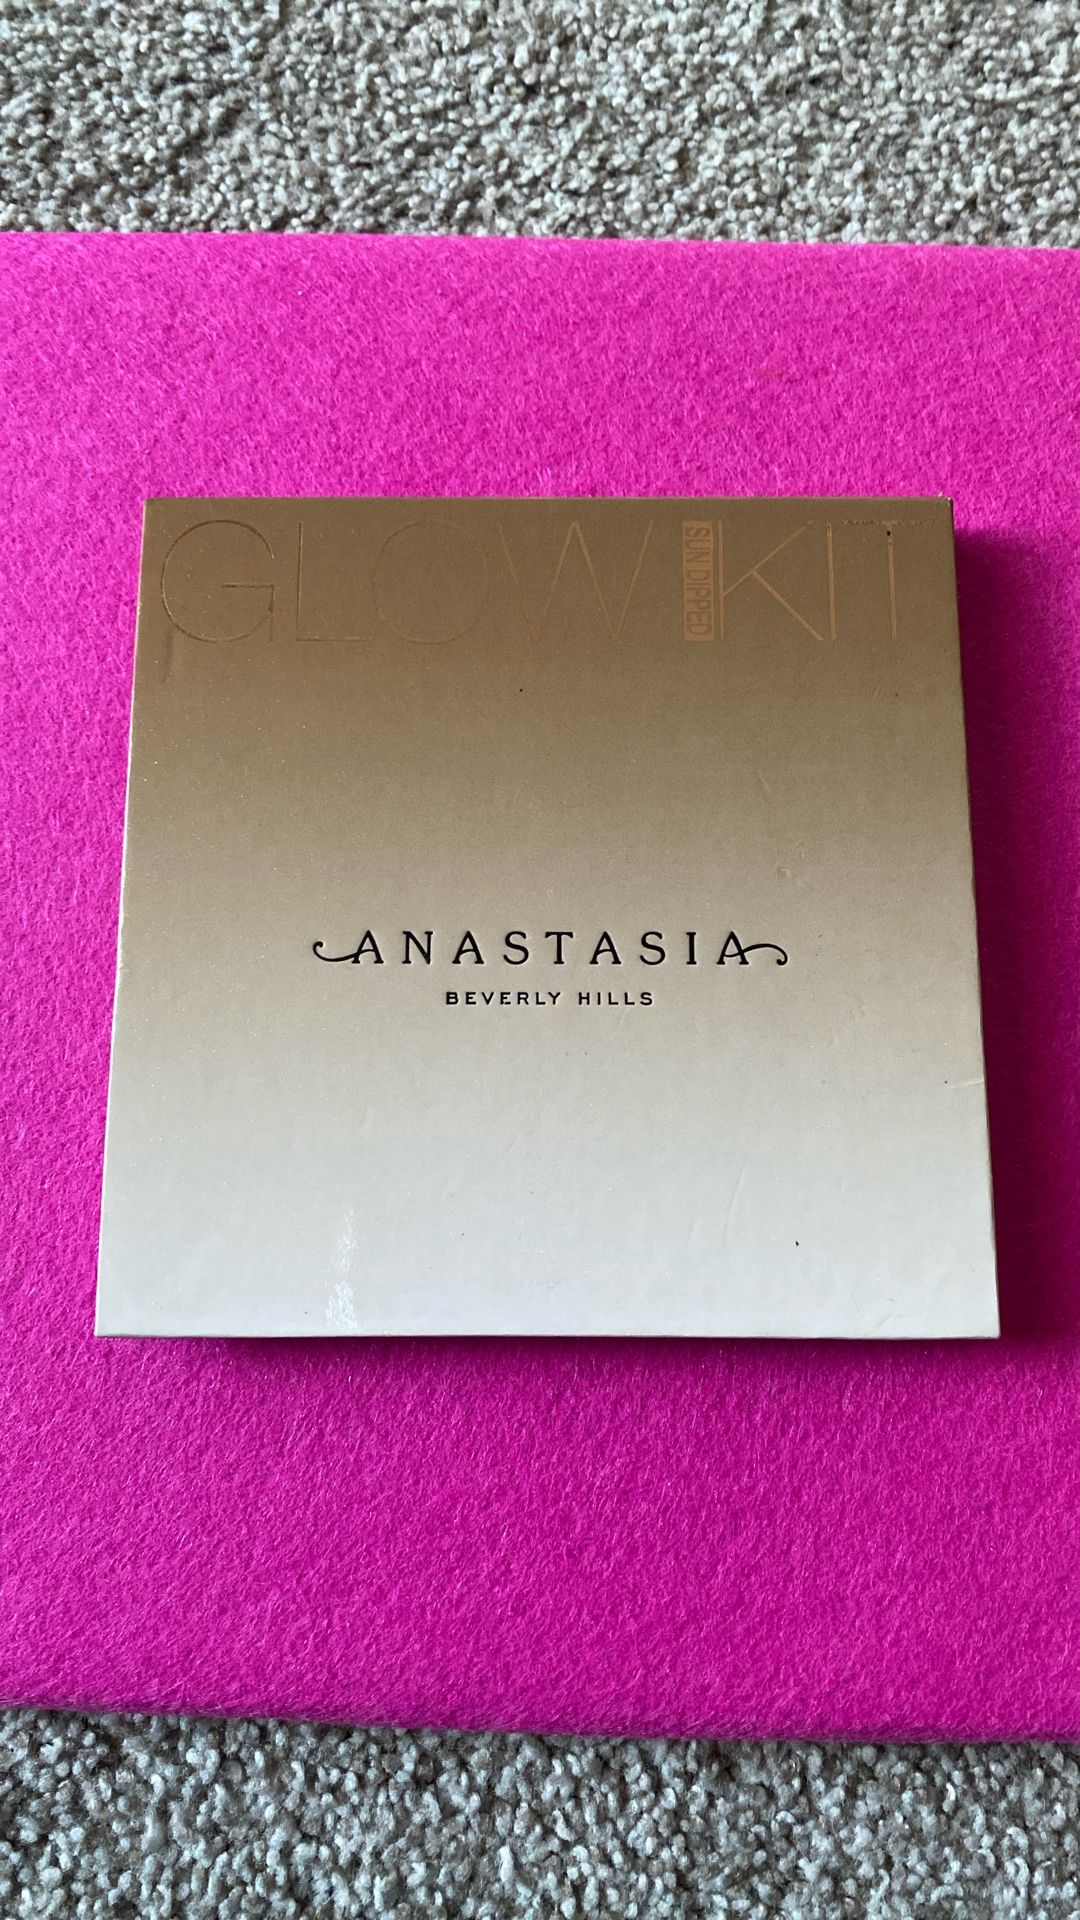 GLOW KIT
SUN DIPPED
ANASTASIA
BEVERLY HILLS